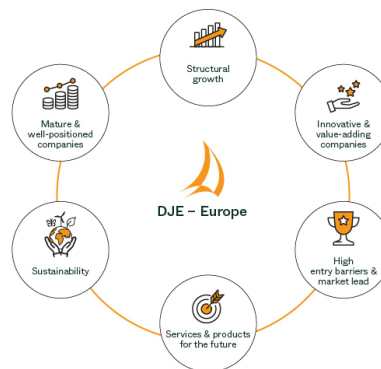 Structural
growth
Mature &
well-positioned
companies
Innovative &
value-adding
companies
DJE – Europe
Sustainability
High
entry barriers &
market lead
Services & products
for the future